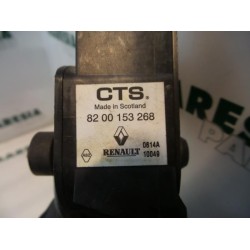 CTS.
Made in Scotland
82 00 153 268
RENAULT
0614A
10049